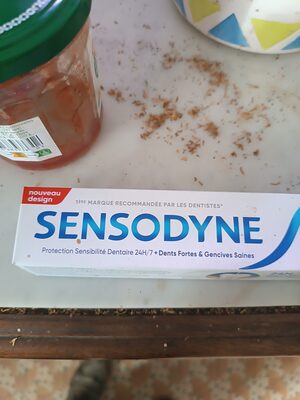 nouveau
design
1ère MARQUE RECOMMANDÉE PAR LES DENTISTES*
SENSODYNE
Protection Sensibilité Dentaire 24H/7 + Dents Fortes & Gencives Saines